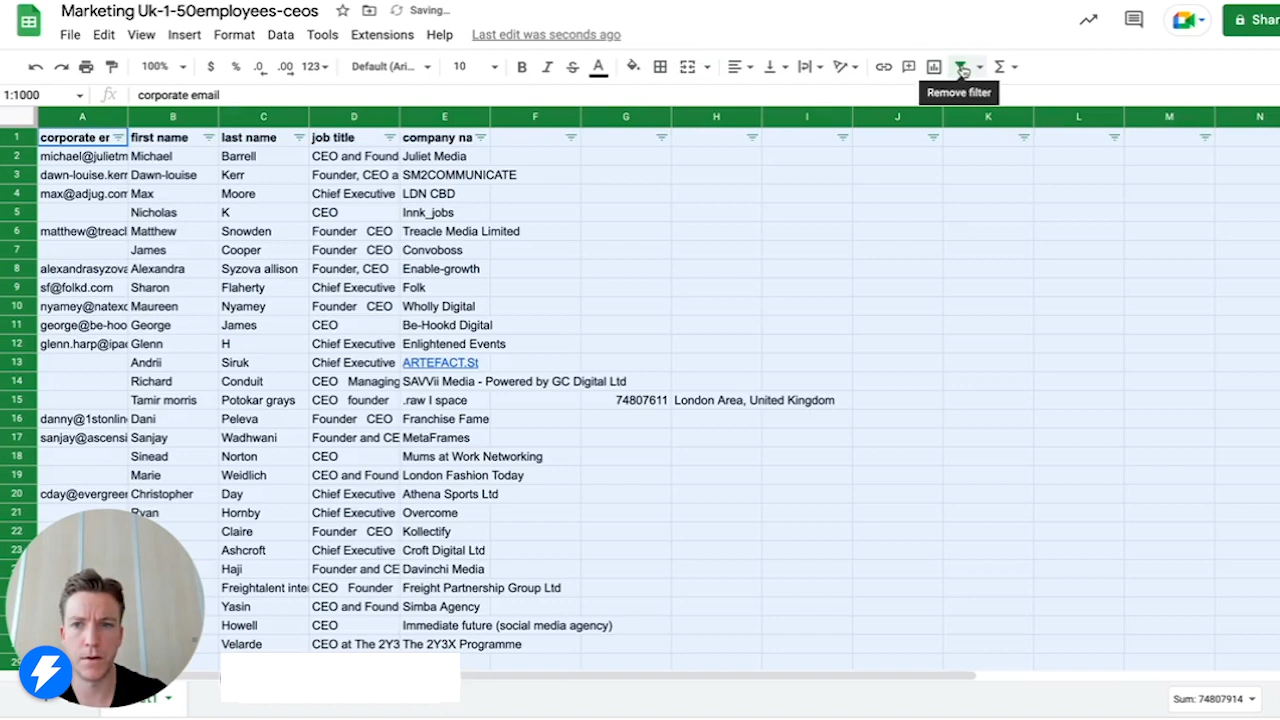 Marketing Uk-1-50employees-ceos
Saving...
Shar
File Edit View Insert Format Data Tools Extensions Help Last edit was seconds ago
100% $ % .0 .00 123 Default (Ari... 10 B I S A Σ
Remove filter
1:1000 fx corporate email
A B C D E F G H I J K L M N
1 corporate er first name last name job title company na
2 michael@julietm Michael Barrell CEO and Found Juliet Media
3 dawn-louise.kerr Dawn-louise Kerr Founder, CEO a SM2COMMUNICATE
4 max@adjug.com Max Moore Chief Executive LDN CBD
5 Nicholas K CEO Innk_jobs
6 matthew@treacl Matthew Snowden Founder CEO Treacle Media Limited
7 James Cooper Founder CEO Convoboss
8 alexandrasyzova Alexandra Syzova allison Founder, CEO Enable-growth
9 sf@folkd.com Sharon Flaherty Chief Executive Folk
10 nyamey@natexo Maureen Nyamey Founder CEO Wholly Digital
11 george@be-hoo George James CEO Be-Hookd Digital
12 glenn.harp@ipac Glenn H Chief Executive Enlightened Events
13 Andrii Siruk Chief Executive ARTEFACT.St
14 Richard Conduit CEO Managing SAVVii Media - Powered by GC Digital Ltd
15 Tamir morris Potokar grays CEO founder .raw I space 74807611 London Area, United Kingdom
16 danny@1stonlin Dani Peleva Founder CEO Franchise Fame
17 sanjay@ascensi Sanjay Wadhwani Founder and CE MetaFrames
18 Sinead Norton CEO Mums at Work Networking
19 Marie Weidlich CEO and Found London Fashion Today
20 cday@evergreer Christopher Day Chief Executive Athena Sports Ltd
21 Ryan Hornby Chief Executive Overcome
22 Claire Founder CEO Kollectify
23 Ashcroft Chief Executive Croft Digital Ltd
Haji Founder and CE Davinchi Media
Freightalent inte CEO Founder Freight Partnership Group Ltd
Yasin CEO and Found Simba Agency
Howell CEO Immediate future (social media agency)
Velarde CEO at The 2Y3 The 2Y3X Programme
29
Sum: 74807914